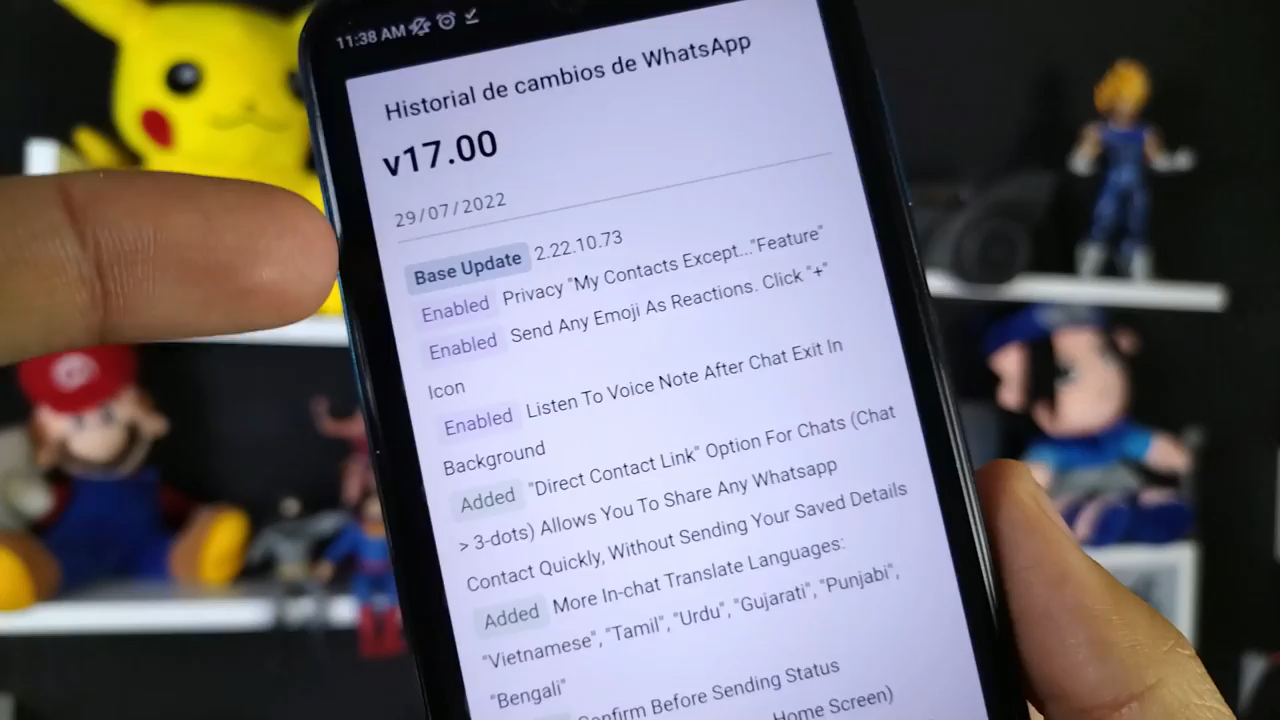 11:38 AM
Historial de cambios de WhatsApp
v17.00
29/07/2022
Base Update 2.22.10.73
Enabled Privacy "My Contacts Except..."Feature"
Enabled Send Any Emoji As Reactions. Click "+"
Icon
Enabled Listen To Voice Note After Chat Exit In
Background
Added "Direct Contact Link" Option For Chats (Chat
> 3-dots) Allows You To Share Any Whatsapp
Contact Quickly, Without Sending Your Saved Details
Added More In-chat Translate Languages:
"Vietnamese", "Tamil", "Urdu", "Gujarati", "Punjabi",
"Bengali"
Confirm Before Sending Status
Home Screen)